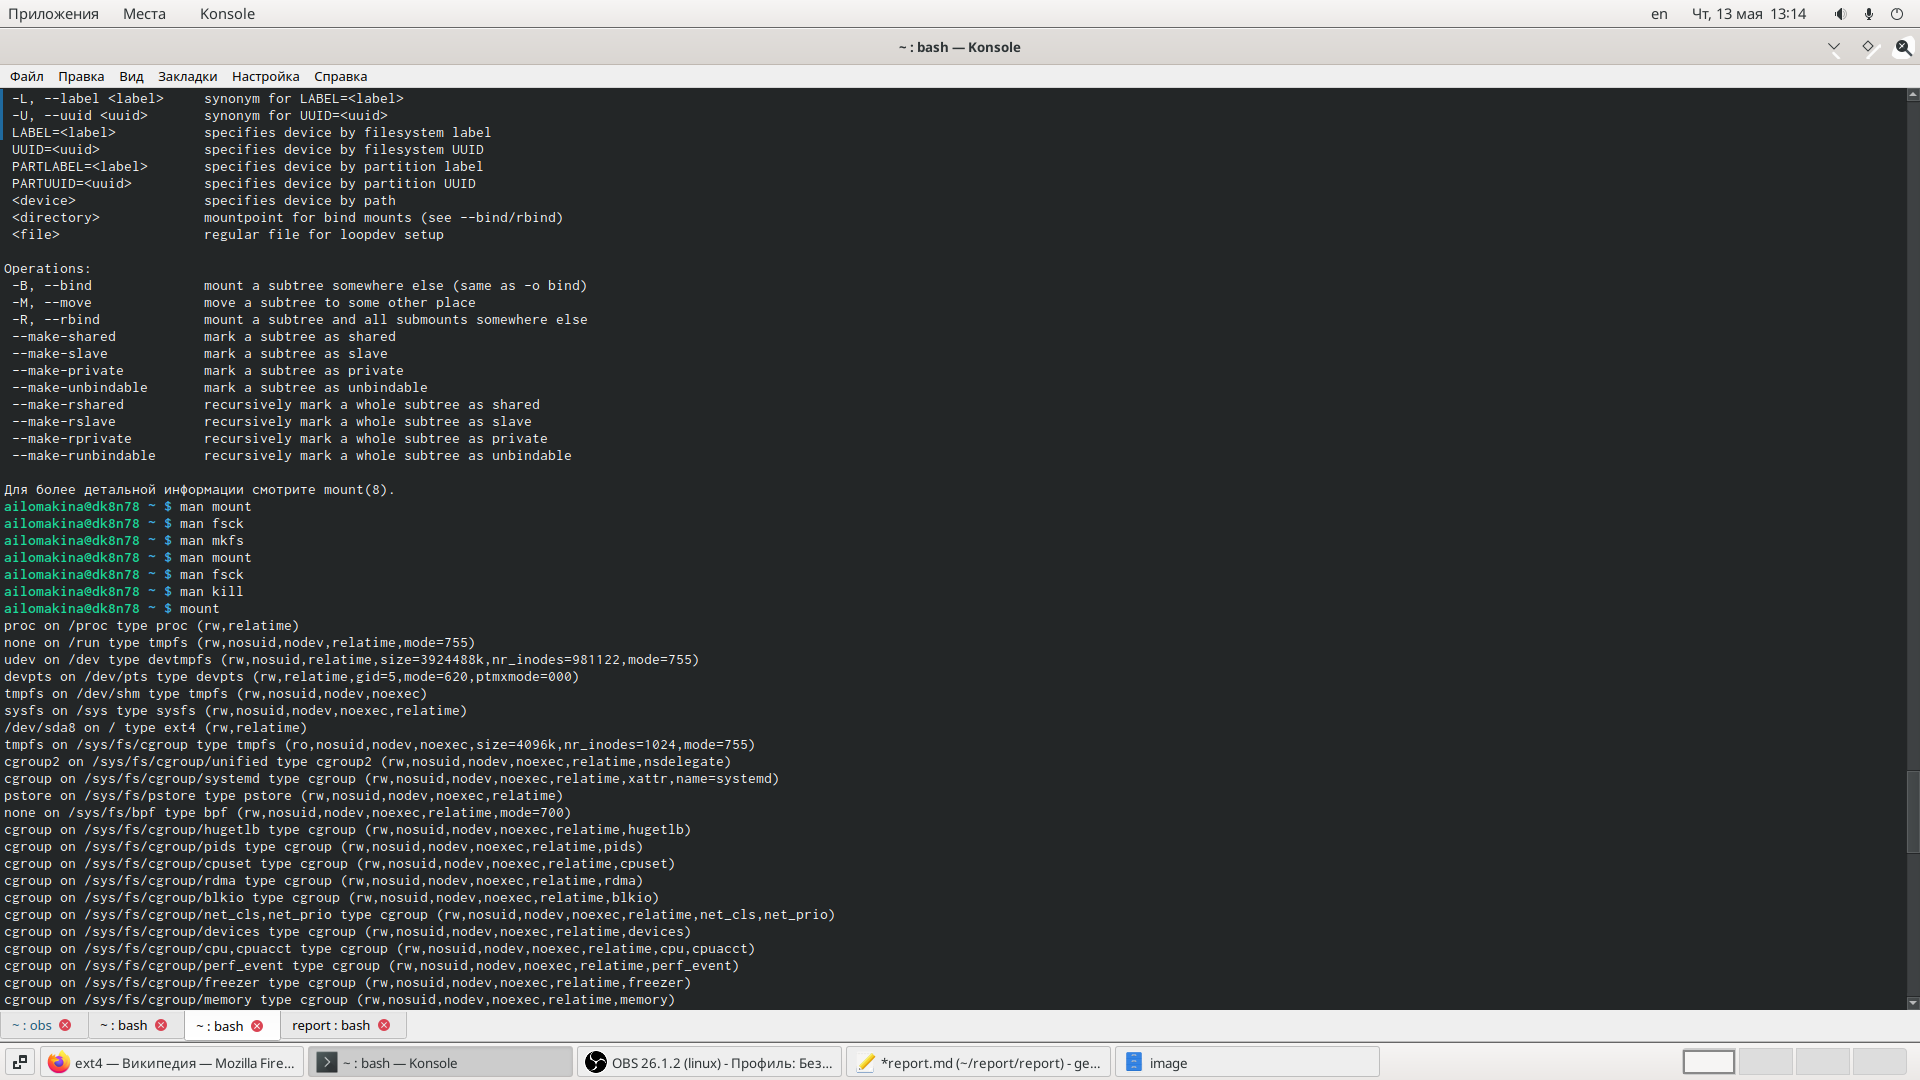 Приложения Места Konsole en Чт, 13 мая 13:14
~ : bash — Konsole
Файл Правка Вид Закладки Настройка Справка
-L, --label <label> synonym for LABEL=<label>
-U, --uuid <uuid> synonym for UUID=<uuid>
LABEL=<label> specifies device by filesystem label
UUID=<uuid> specifies device by filesystem UUID
PARTLABEL=<label> specifies device by partition label
PARTUUID=<uuid> specifies device by partition UUID
<device> specifies device by path
<directory> mountpoint for bind mounts (see --bind/rbind)
<file> regular file for loopdev setup
Operations:
-B, --bind mount a subtree somewhere else (same as -o bind)
-M, --move move a subtree to some other place
-R, --rbind mount a subtree and all submounts somewhere else
--make-shared mark a subtree as shared
--make-slave mark a subtree as slave
--make-private mark a subtree as private
--make-unbindable mark a subtree as unbindable
--make-rshared recursively mark a whole subtree as shared
--make-rslave recursively mark a whole subtree as slave
--make-rprivate recursively mark a whole subtree as private
--make-runbindable recursively mark a whole subtree as unbindable
Для более детальной информации смотрите mount(8).
ailomakina@dk8n78 ~ $ man mount
ailomakina@dk8n78 ~ $ man fsck
ailomakina@dk8n78 ~ $ man mkfs
ailomakina@dk8n78 ~ $ man mount
ailomakina@dk8n78 ~ $ man fsck
ailomakina@dk8n78 ~ $ man kill
ailomakina@dk8n78 ~ $ mount
proc on /proc type proc (rw,relatime)
none on /run type tmpfs (rw,nosuid,nodev,relatime,mode=755)
udev on /dev type devtmpfs (rw,nosuid,relatime,size=3924488k,nr_inodes=981122,mode=755)
devpts on /dev/pts type devpts (rw,relatime,gid=5,mode=620,ptmxmode=000)
tmpfs on /dev/shm type tmpfs (rw,nosuid,nodev,noexec)
sysfs on /sys type sysfs (rw,nosuid,nodev,noexec,relatime)
/dev/sda8 on / type ext4 (rw,relatime)
tmpfs on /sys/fs/cgroup type tmpfs (ro,nosuid,nodev,noexec,size=4096k,nr_inodes=1024,mode=755)
cgroup2 on /sys/fs/cgroup/unified type cgroup2 (rw,nosuid,nodev,noexec,relatime,nsdelegate)
cgroup on /sys/fs/cgroup/systemd type cgroup (rw,nosuid,nodev,noexec,relatime,xattr,name=systemd)
pstore on /sys/fs/pstore type pstore (rw,nosuid,nodev,noexec,relatime)
none on /sys/fs/bpf type bpf (rw,nosuid,nodev,noexec,relatime,mode=700)
cgroup on /sys/fs/cgroup/hugetlb type cgroup (rw,nosuid,nodev,noexec,relatime,hugetlb)
cgroup on /sys/fs/cgroup/pids type cgroup (rw,nosuid,nodev,noexec,relatime,pids)
cgroup on /sys/fs/cgroup/cpuset type cgroup (rw,nosuid,nodev,noexec,relatime,cpuset)
cgroup on /sys/fs/cgroup/rdma type cgroup (rw,nosuid,nodev,noexec,relatime,rdma)
cgroup on /sys/fs/cgroup/blkio type cgroup (rw,nosuid,nodev,noexec,relatime,blkio)
cgroup on /sys/fs/cgroup/net_cls,net_prio type cgroup (rw,nosuid,nodev,noexec,relatime,net_cls,net_prio)
cgroup on /sys/fs/cgroup/devices type cgroup (rw,nosuid,nodev,noexec,relatime,devices)
cgroup on /sys/fs/cgroup/cpu,cpuacct type cgroup (rw,nosuid,nodev,noexec,relatime,cpu,cpuacct)
cgroup on /sys/fs/cgroup/perf_event type cgroup (rw,nosuid,nodev,noexec,relatime,perf_event)
cgroup on /sys/fs/cgroup/freezer type cgroup (rw,nosuid,nodev,noexec,relatime,freezer)
cgroup on /sys/fs/cgroup/memory type cgroup (rw,nosuid,nodev,noexec,relatime,memory)
~ : obs ~ : bash ~ : bash report : bash
ext4 — Википедия — Mozilla Fire... ~ : bash — Konsole OBS 26.1.2 (linux) - Профиль: Без... *report.md (~/report/report) - ge... image